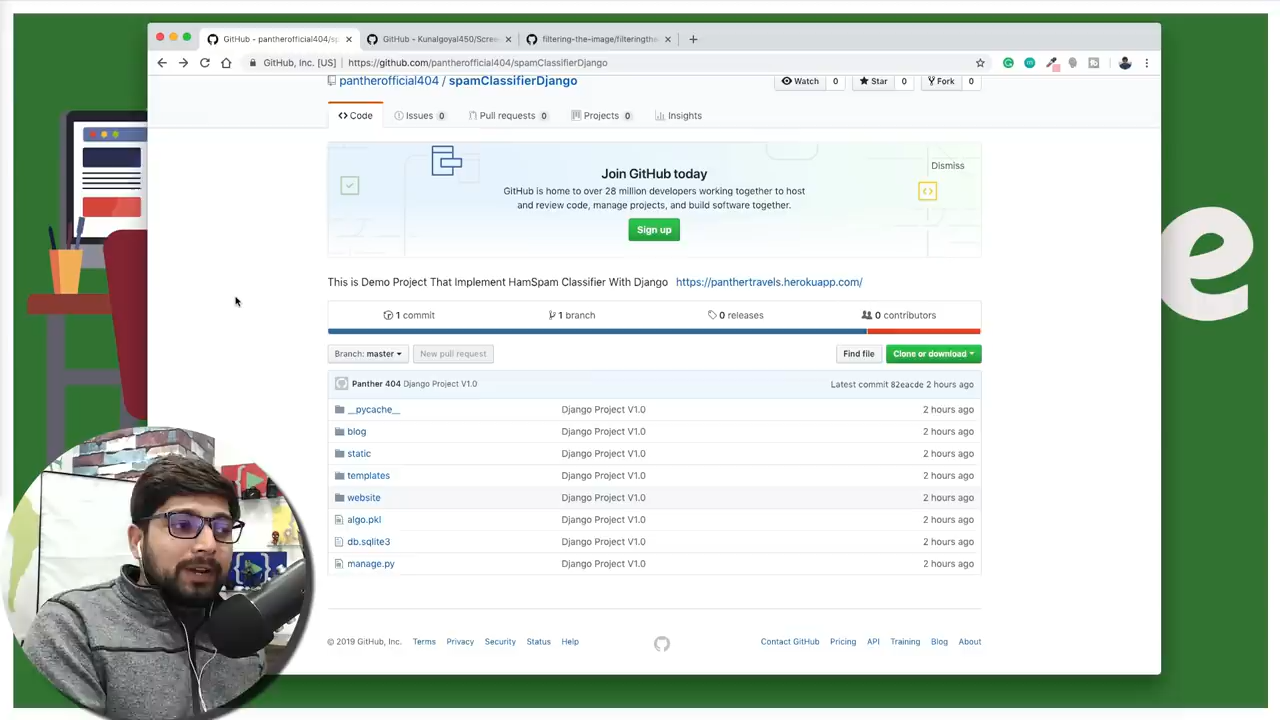 GitHub - pantherofficial404/s
GitHub - Kunalgoyal450/Scree
filtering-the-image/filteringthe
GitHub, Inc. [US]
https://github.com/pantherofficial404/spamClassifierDjango
pantherofficial404 / spamClassifierDjango
Watch 0
Star 0
Fork 0
Code
Issues 0
Pull requests 0
Projects 0
Insights
Join GitHub today
Dismiss
GitHub is home to over 28 million developers working together to host
and review code, manage projects, and build software together.
Sign up
This is Demo Project That Implement HamSpam Classifier With Django https://panthertravels.herokuapp.com/
1 commit
1 branch
0 releases
0 contributors
Branch: master
New pull request
Find file
Clone or download
Panther 404 Django Project V1.0
Latest commit 82eacde 2 hours ago
__pycache__ Django Project V1.0 2 hours ago
blog Django Project V1.0 2 hours ago
static Django Project V1.0 2 hours ago
templates Django Project V1.0 2 hours ago
website Django Project V1.0 2 hours ago
algo.pkl Django Project V1.0 2 hours ago
db.sqlite3 Django Project V1.0 2 hours ago
manage.py Django Project V1.0 2 hours ago
© 2019 GitHub, Inc.
Terms
Privacy
Security
Status
Help
Contact GitHub
Pricing
API
Training
Blog
About
e